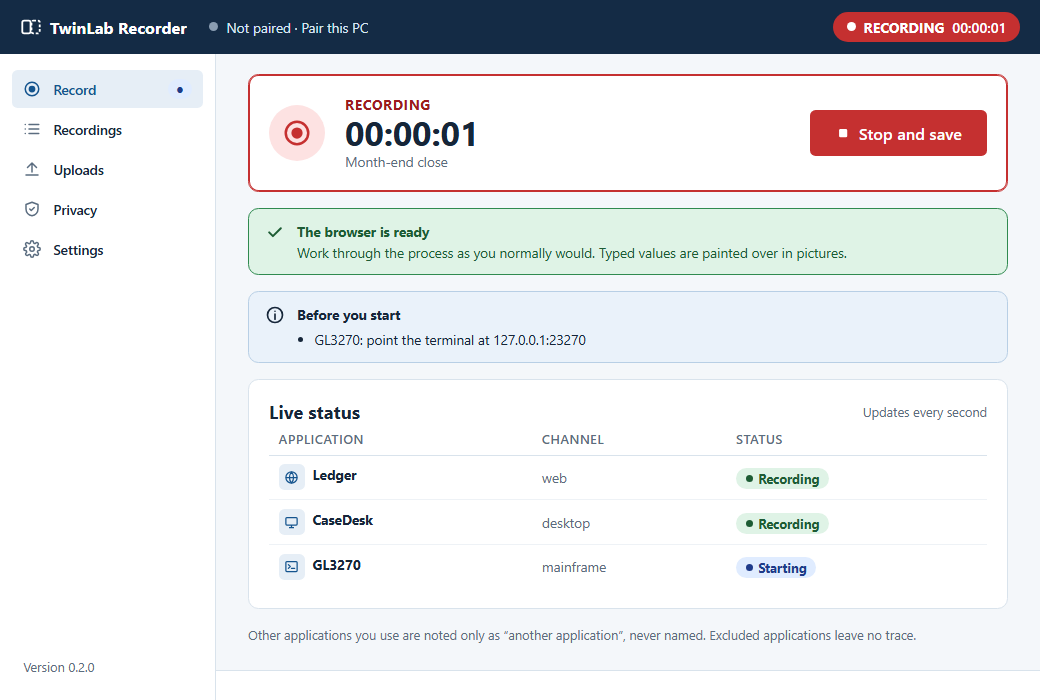 TwinLab Recorder
Not paired · Pair this PC
RECORDING 00:00:01
Record
Recordings
Uploads
Privacy
Settings
Version 0.2.0
RECORDING
00:00:01
Month-end close
Stop and save
The browser is ready
Work through the process as you normally would. Typed values are painted over in pictures.
Before you start
• GL3270: point the terminal at 127.0.0.1:23270
Live status
Updates every second
APPLICATION CHANNEL STATUS
Ledger web Recording
CaseDesk desktop Recording
GL3270 mainframe Starting
Other applications you use are noted only as “another application”, never named. Excluded applications leave no trace.